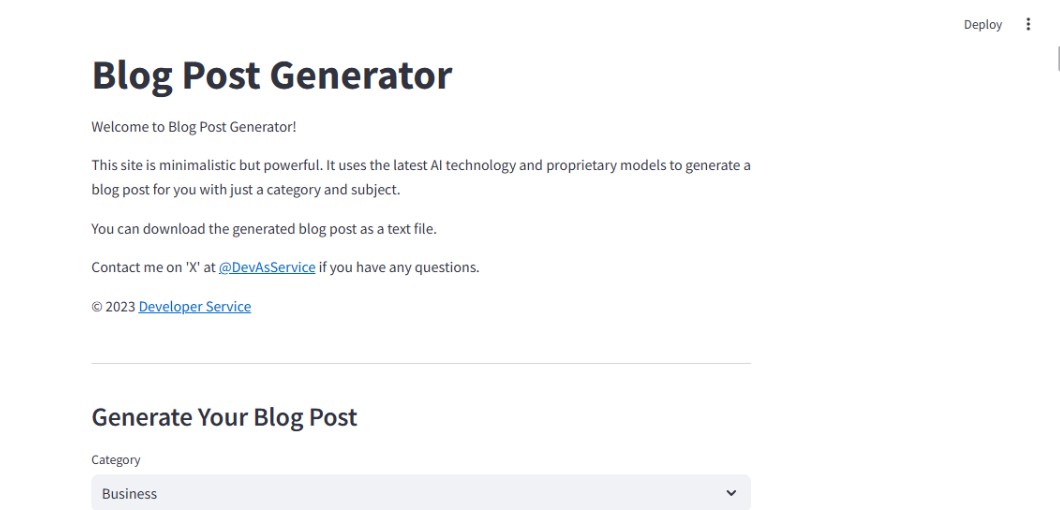 Deploy
Blog Post Generator
Welcome to Blog Post Generator!
This site is minimalistic but powerful. It uses the latest AI technology and proprietary models to generate a
blog post for you with just a category and subject.
You can download the generated blog post as a text file.
Contact me on 'X' at @DevAsService if you have any questions.
© 2023 Developer Service
Generate Your Blog Post
Category
Business